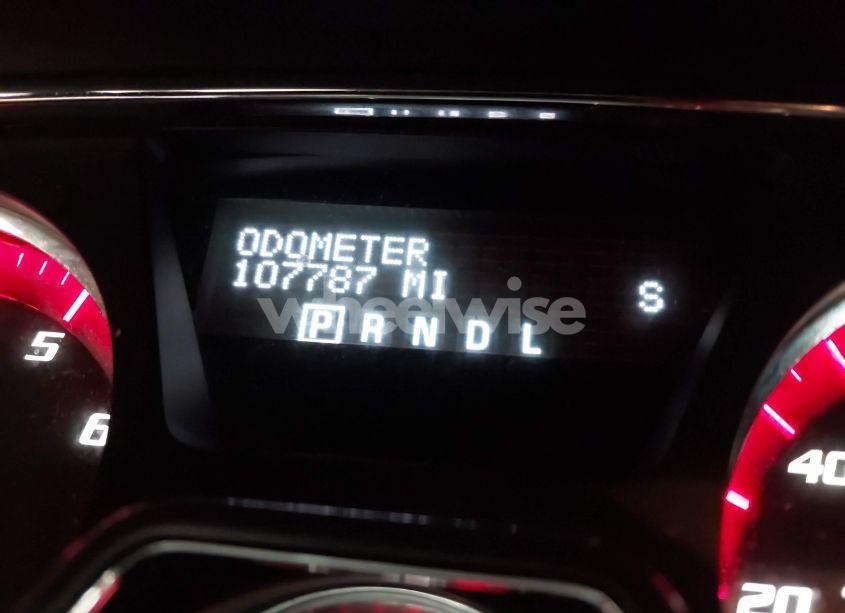 ODOMETER
107787 MI
S
wheelwise
P R N D L
5
6
40
20